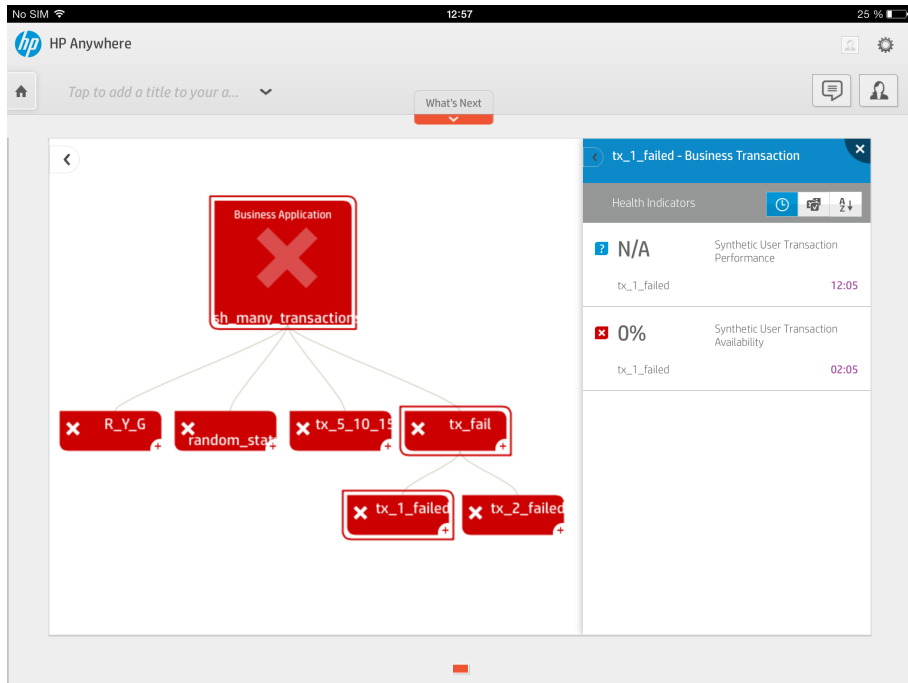 No SIM
12:57
25 %
hp
HP Anywhere
Tap to add a title to your a...
What's Next
Business Application
sh_many_transactions
R_Y_G
random_stat
tx_5_10_15
tx_fail
tx_1_failed
tx_2_failed
tx_1_failed - Business Transaction
Health Indicators
A
Z
? N/A
Synthetic User Transaction
Performance
tx_1_failed
12:05
0%
Synthetic User Transaction
Availability
tx_1_failed
02:05